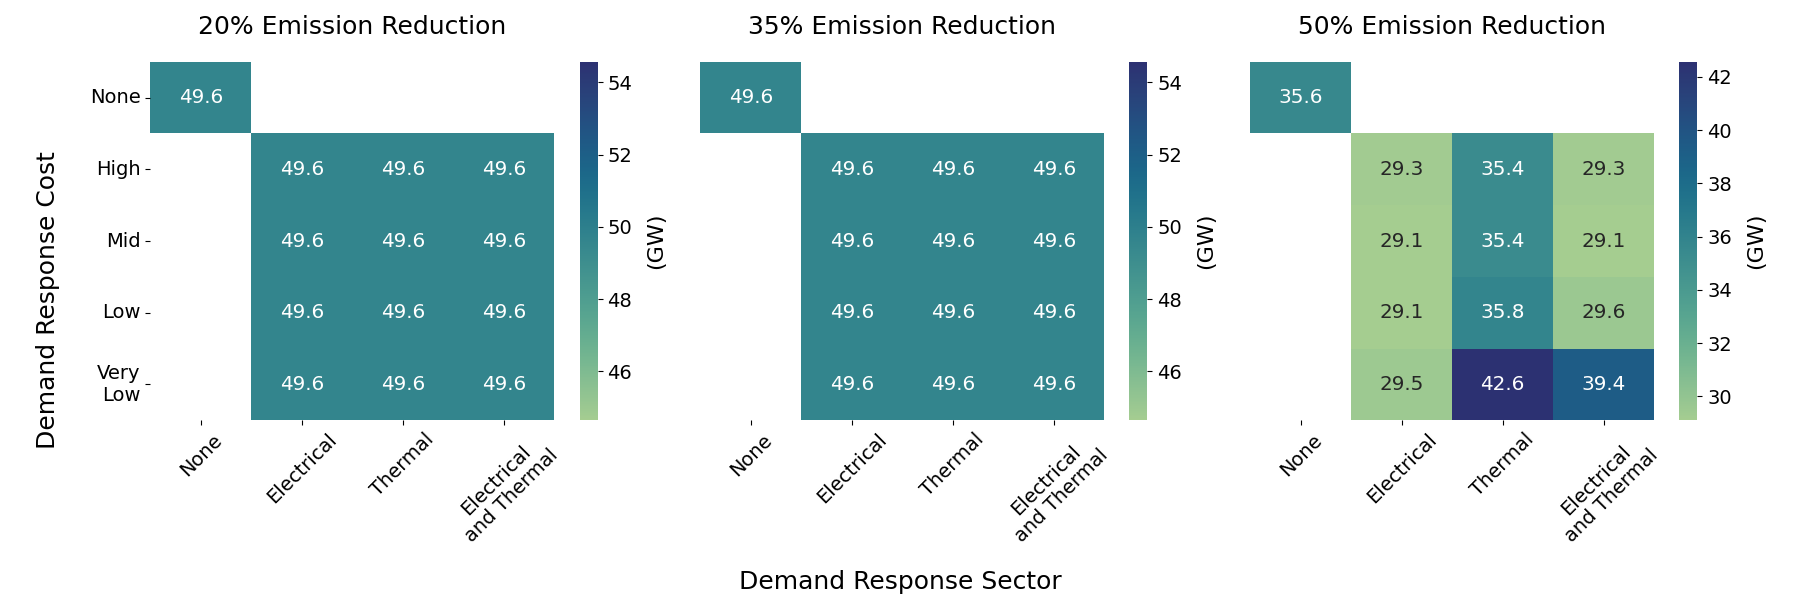 20% Emission Reduction 35% Emission Reduction 50% Emission Reduction
Demand Response Cost
None 49.6
High 49.6 49.6 49.6
Mid 49.6 49.6 49.6
Low 49.6 49.6 49.6
Very
Low 49.6 49.6 49.6
None
Electrical
Thermal
Electrical
and Thermal
54
52
50
48
46
(GW)
49.6
49.6 49.6 49.6
49.6 49.6 49.6
49.6 49.6 49.6
49.6 49.6 49.6
None
Electrical
Thermal
Electrical
and Thermal
54
52
50
48
46
(GW)
35.6
29.3 35.4 29.3
29.1 35.4 29.1
29.1 35.8 29.6
29.5 42.6 39.4
None
Electrical
Thermal
Electrical
and Thermal
42
40
38
36
34
32
30
(GW)
Demand Response Sector